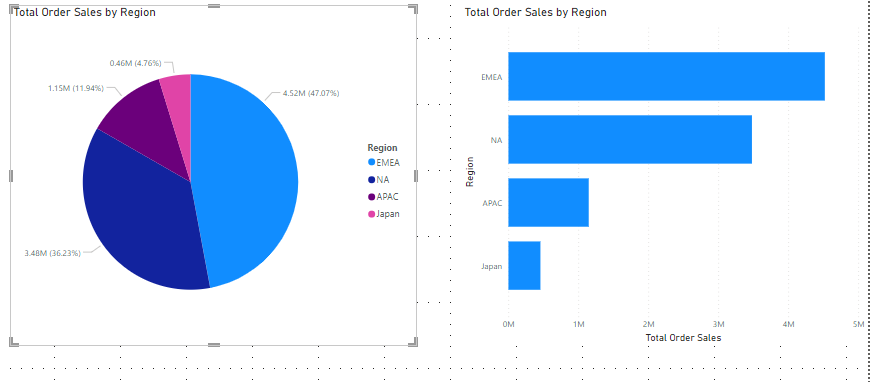 Total Order Sales by Region
0.46M (4.76%)
1.15M (11.94%)
4.52M (47.07%)
3.48M (36.23%)
Region
EMEA
NA
APAC
Japan
Total Order Sales by Region
Region
EMEA
NA
APAC
Japan
0M 1M 2M 3M 4M 5M
Total Order Sales